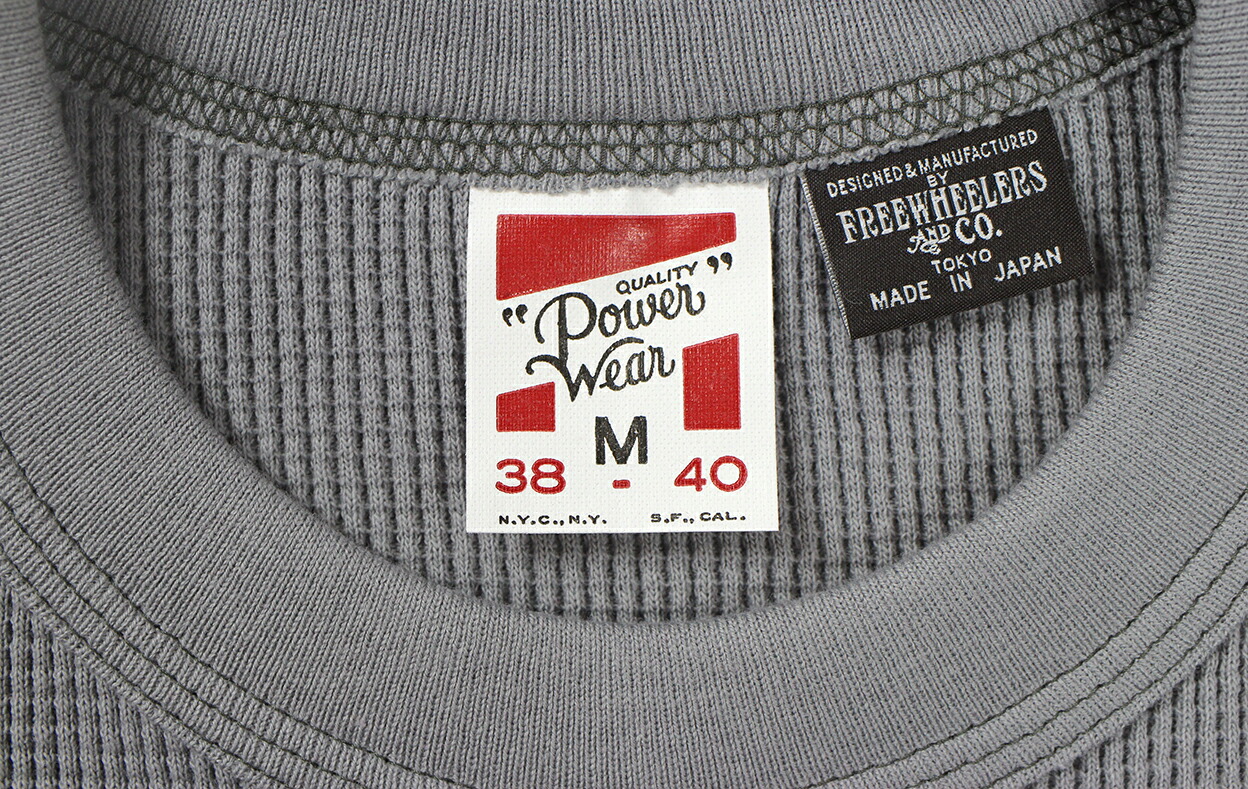 QUALITY
“Power
Wear”
M
38 - 40
N.Y.C., N.Y. S.F., CAL.
DESIGNED & MANUFACTURED
BY
FREEWHEELERS
AND CO.
TOKYO
MADE IN JAPAN